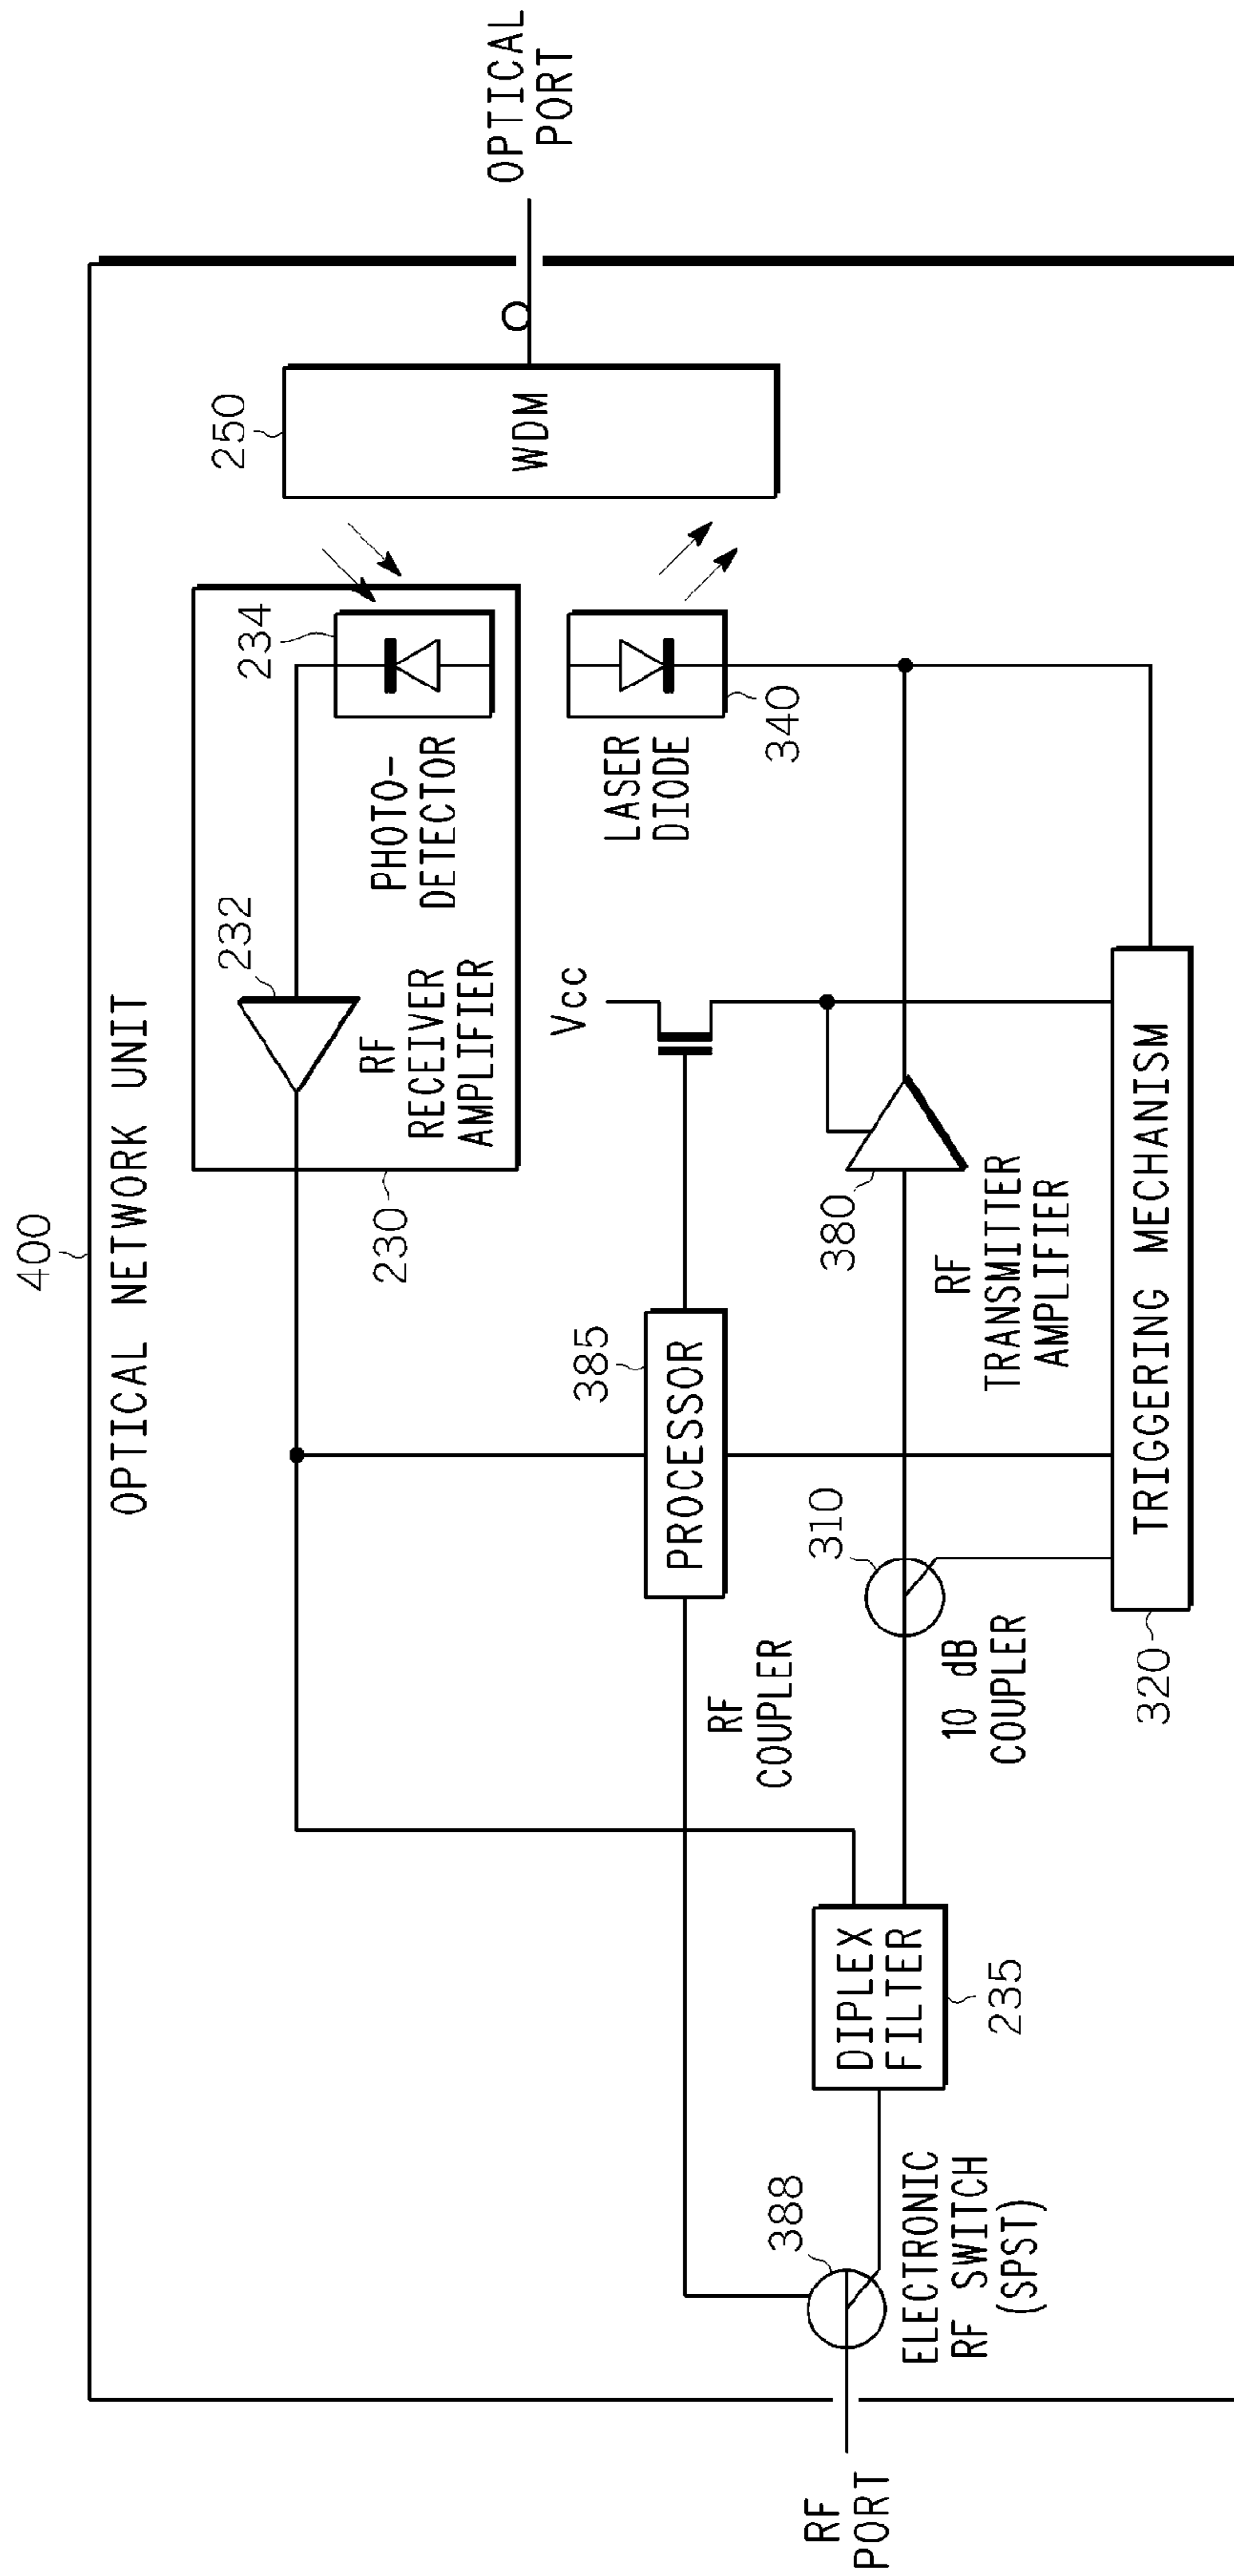 400
OPTICAL NETWORK UNIT
250
WDM
OPTICAL
PORT
234
PHOTO-
DETECTOR
232
RF
RECEIVER
AMPLIFIER
230
LASER
DIODE
340
Vcc
385
PROCESSOR
RF
COUPLER
380
RF
TRANSMITTER
AMPLIFIER
310
10 dB
COUPLER
TRIGGERING MECHANISM
320
DIPLEX
FILTER
235
388
ELECTRONIC
RF SWITCH
(SPST)
RF
PORT